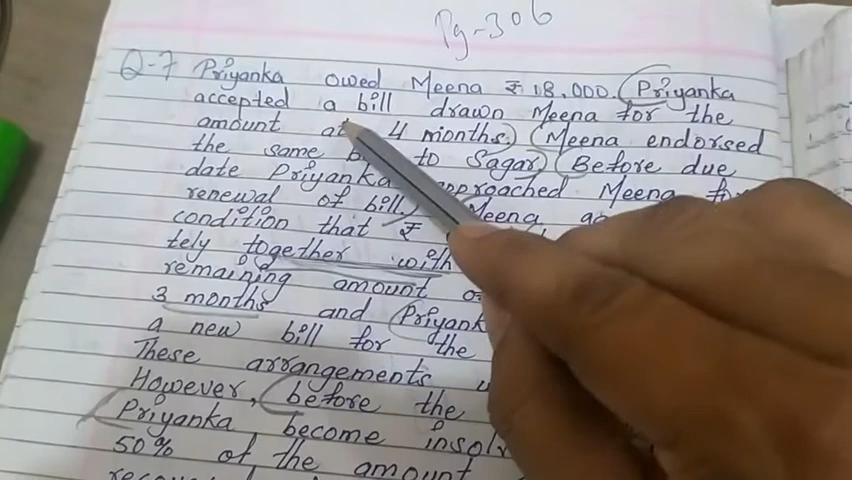 Pg-306
Q-7 Priyanka owed Meena ₹ 18,000. (Priyanka
accepted a bill drawn Meena for the
amount at 4 months.) (Meena endorsed
the same to Sagar) (Before due
date Priyanka approached Meena
renewal of bill. Meena
condition that ₹
tely together with
remaining amount
3 months and (Priyank
a new bill for the
These arrangements
However, (before the
Priyanka become insolv
50% of the amount